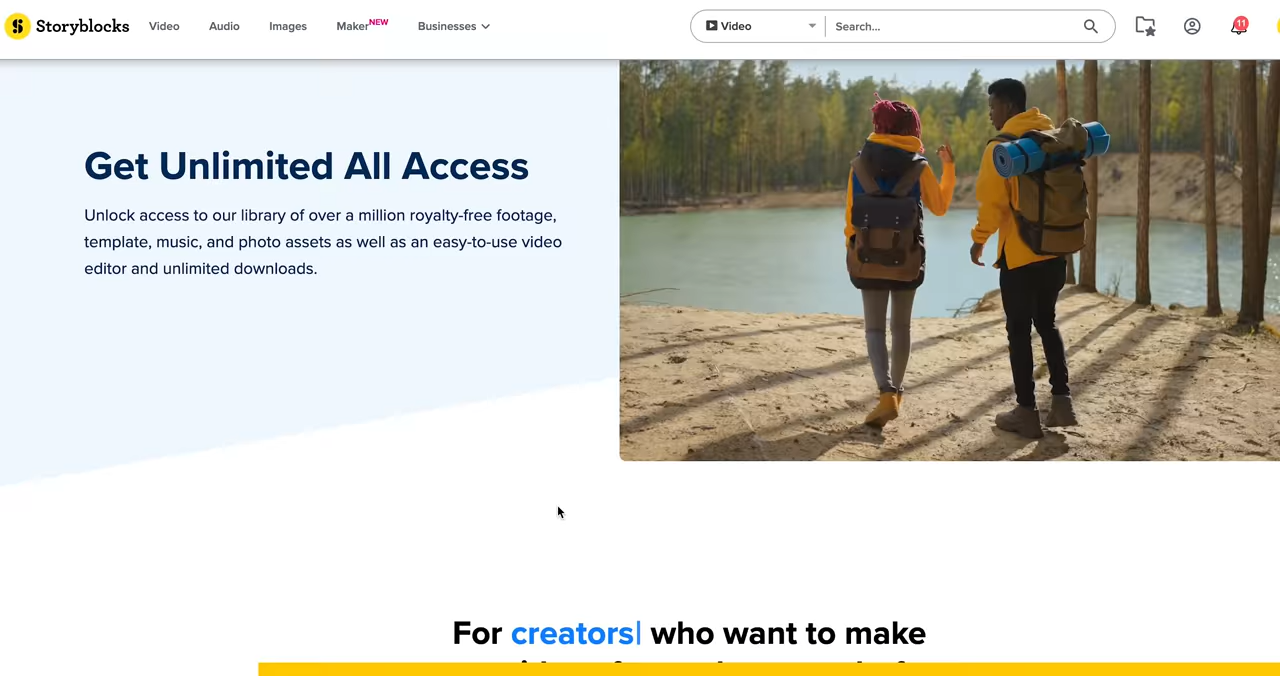 Storyblocks
Video
Audio
Images
Maker NEW
Businesses
Video
Search...
11
Get Unlimited All Access
Unlock access to our library of over a million royalty-free footage,
template, music, and photo assets as well as an easy-to-use video
editor and unlimited downloads.
For creators who want to make